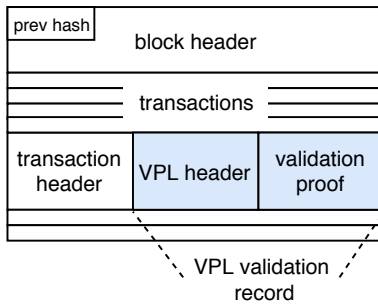 prev hash
block header
transactions
transaction
header
VPL header
validation
proof
VPL validation
record